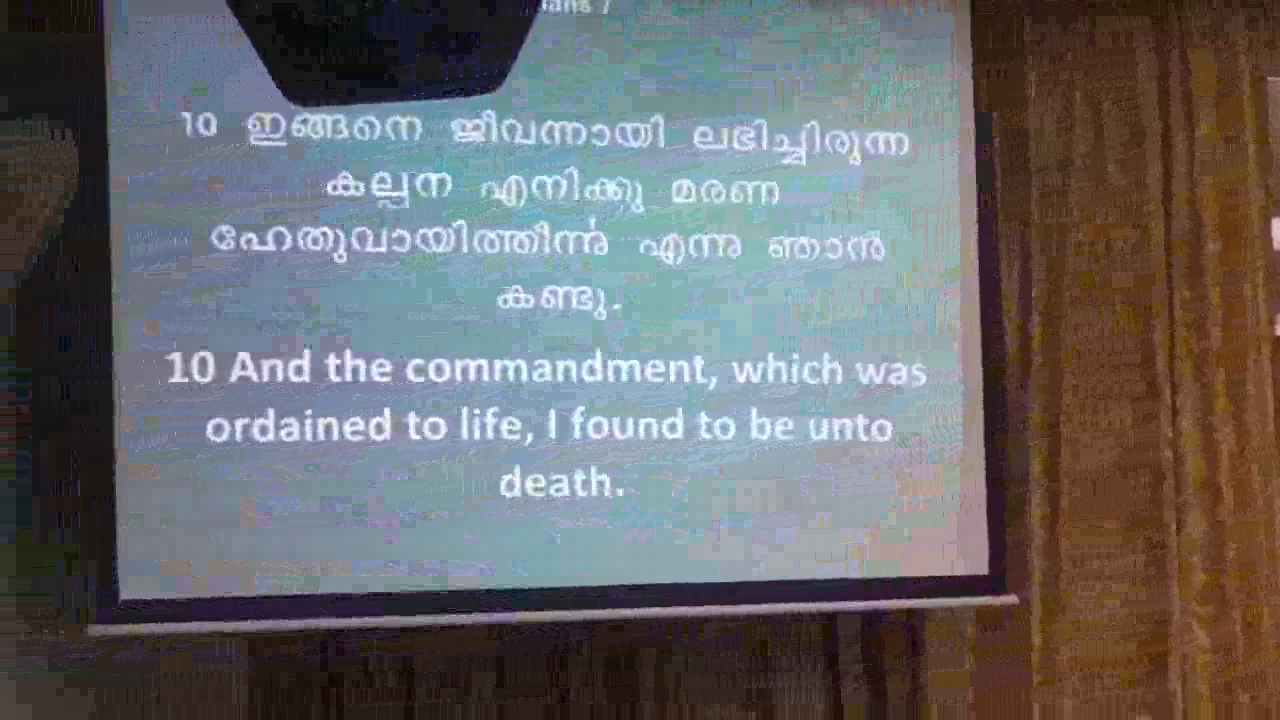 10 ഇങ്ങനെ ജീവന്നായി ലഭിച്ചിരുന്ന
കല്പന എനിക്കു മരണ
ഹേതുവായിത്തീൎന്നു എന്നു ഞാൻ
കണ്ടു.
10 And the commandment, which was
ordained to life, I found to be unto
death.